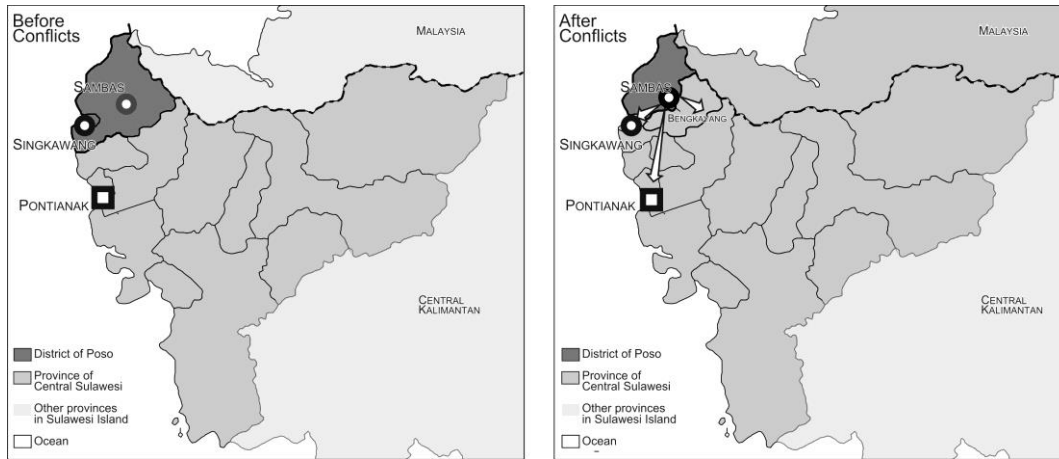 Before
Conflicts
MALAYSIA
SAMBAS
SINGKAWANG
PONTIANAK
CENTRAL
KALIMANTAN
District of Poso
Province of
Central Sulawesi
Other provinces
in Sulawesi Island
Ocean
After
Conflicts
MALAYSIA
SAMBAS
BENGKAYANG
SINGKAWANG
PONTIANAK
CENTRAL
KALIMANTAN
District of Poso
Province of
Central Sulawesi
Other provinces
in Sulawesi Island
Ocean